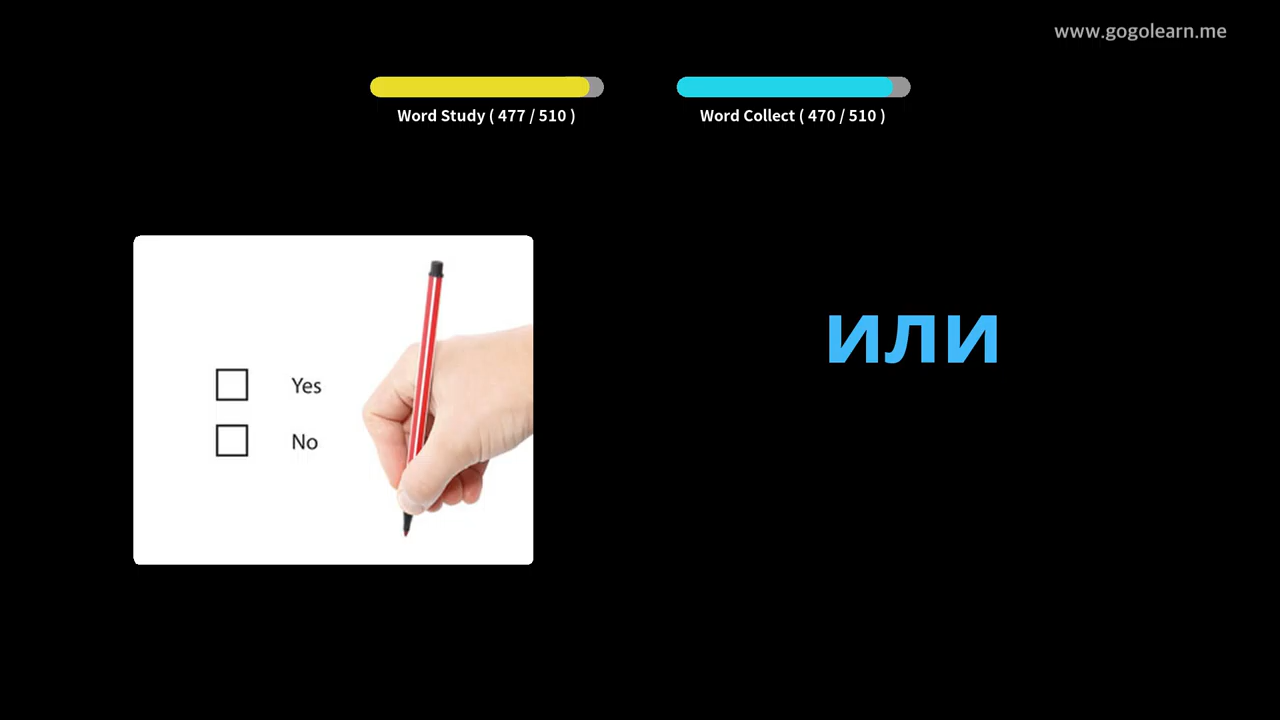 www.gogolearn.me
Word Study ( 477 / 510 )
Word Collect ( 470 / 510 )
Yes
No
или